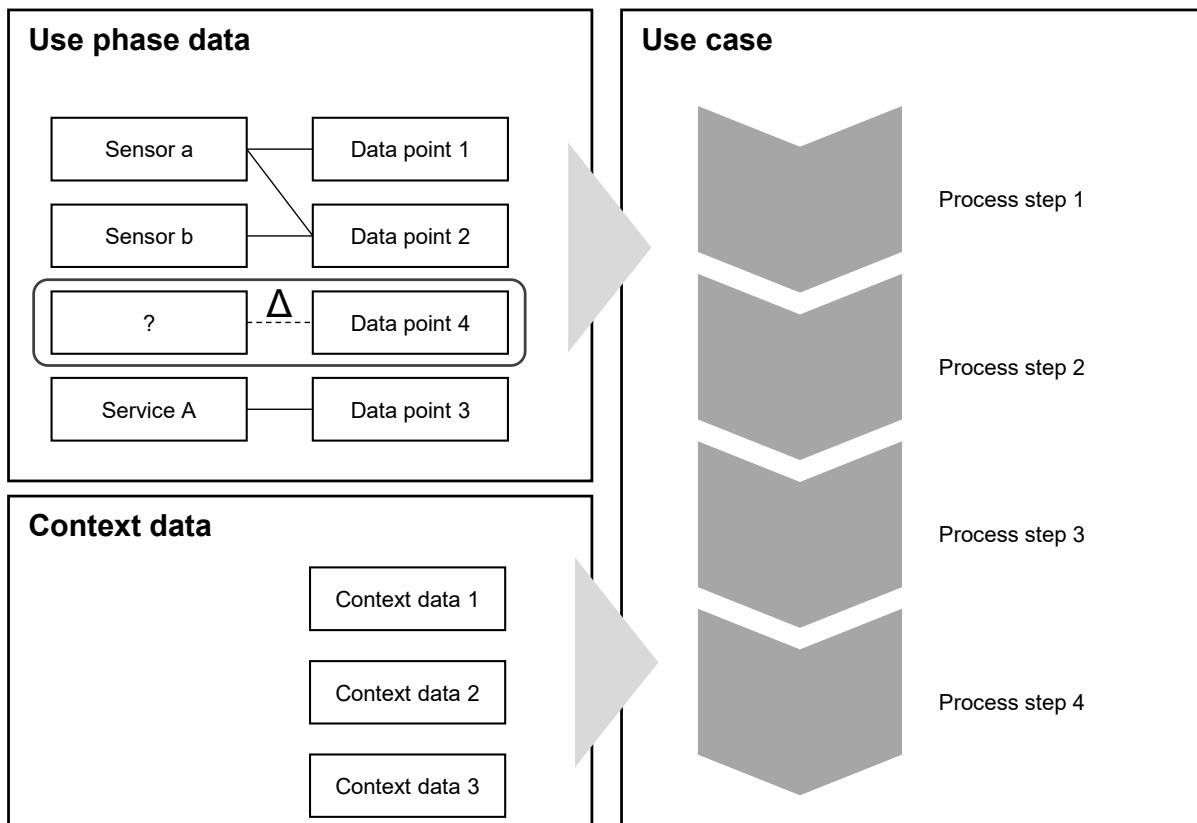 Use phase data
Sensor a
Data point 1
Sensor b
Data point 2
?
Δ
Data point 4
Service A
Data point 3
Context data
Context data 1
Context data 2
Context data 3
Use case
Process step 1
Process step 2
Process step 3
Process step 4